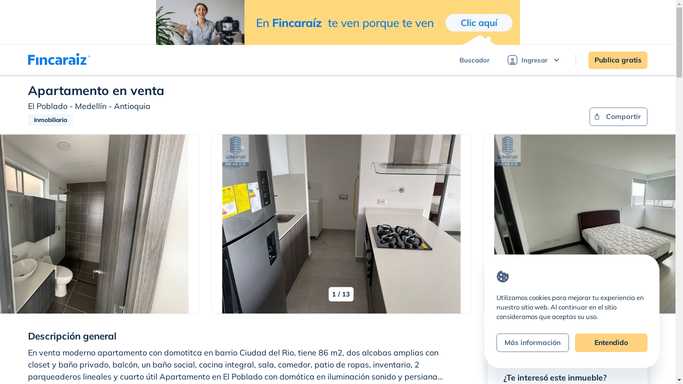 En Fincaraíz te ven porque te ven
Clic aquí
Fincaraíz
Buscador
Ingresar
Publica gratis
Apartamento en venta
El Poblado - Medellín - Antioquia
Inmobiliaria
Compartir
1 / 13
Utilizamos cookies para mejorar tu experiencia en
nuestro sitio web. Al continuar en el sitio
consideramos que aceptas su uso.
Más información
Entendido
Descripción general
En venta moderno apartamento con domotitca en barrio Ciudad del Rio, tiene 86 m2, dos alcobas amplias con
closet y baño privado, balcón, un baño social, cocina integral, sala, comedor, patio de ropas, inventario, 2
parqueaderos lineales y cuarto útil Apartamento en El Poblado con domótica en iluminación sonido y persiana...
¿Te interesó este inmueble?